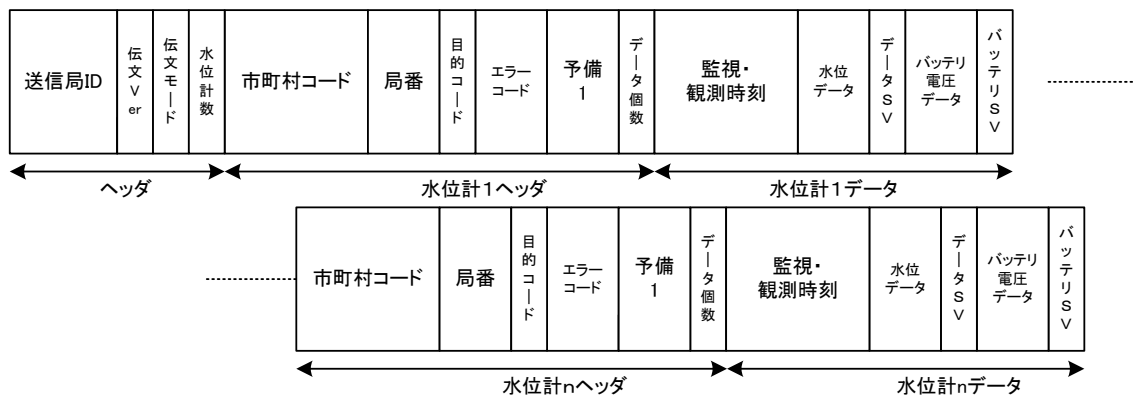 送信局ID
伝文Ver
伝文モード
水位計数
市町村コード
局番
目的コード
エラー
コード
予備
1
データ個数
監視・
観測時刻
水位
データ
データSV
バッテリ
電圧
データ
バッテリSV
ヘッダ
水位計1ヘッダ
水位計1データ
市町村コード
局番
目的コード
エラー
コード
予備
1
データ個数
監視・
観測時刻
水位
データ
データSV
バッテリ
電圧
データ
バッテリSV
水位計nヘッダ
水位計nデータ